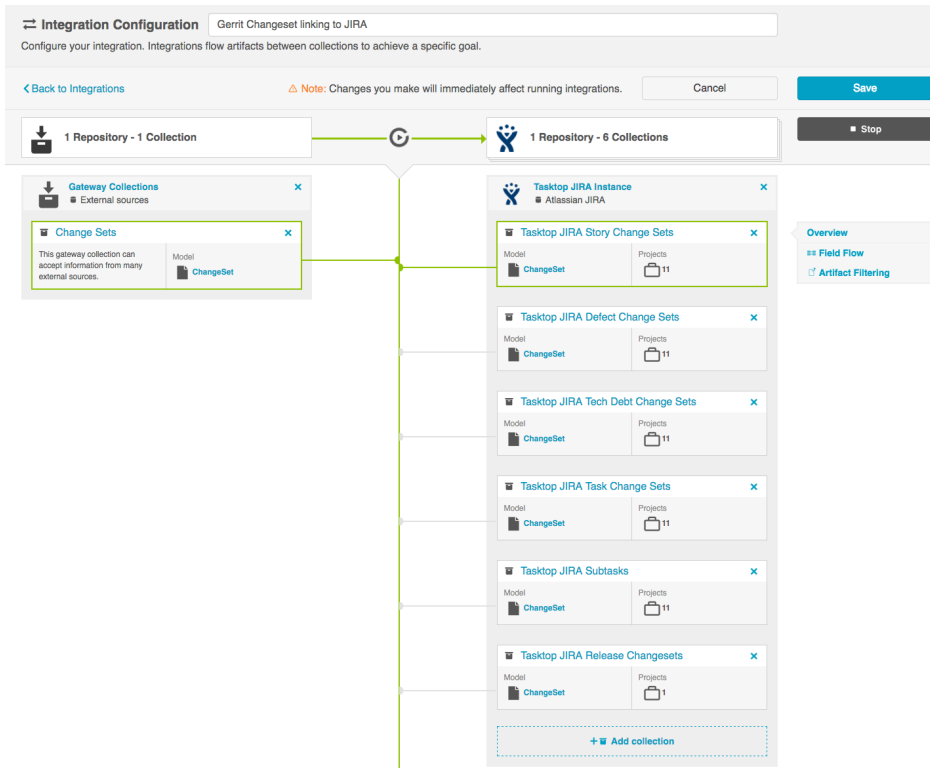 Integration Configuration
Gerrit Changeset linking to JIRA
Configure your integration. Integrations flow artifacts between collections to achieve a specific goal.
Back to Integrations
Note: Changes you make will immediately affect running integrations.
Cancel
Save
1 Repository - 1 Collection
1 Repository - 6 Collections
Stop
Gateway Collections
External sources
Change Sets
This gateway collection can
accept information from many
external sources.
Model
ChangeSet
Tasktop JIRA Instance
Atlassian JIRA
Tasktop JIRA Story Change Sets
Model
ChangeSet
Projects
11
Tasktop JIRA Defect Change Sets
Model
ChangeSet
Projects
11
Tasktop JIRA Tech Debt Change Sets
Model
ChangeSet
Projects
11
Tasktop JIRA Task Change Sets
Model
ChangeSet
Projects
11
Tasktop JIRA Subtasks
Model
ChangeSet
Projects
11
Tasktop JIRA Release Changesets
Model
ChangeSet
Projects
1
+ Add collection
Overview
Field Flow
Artifact Filtering